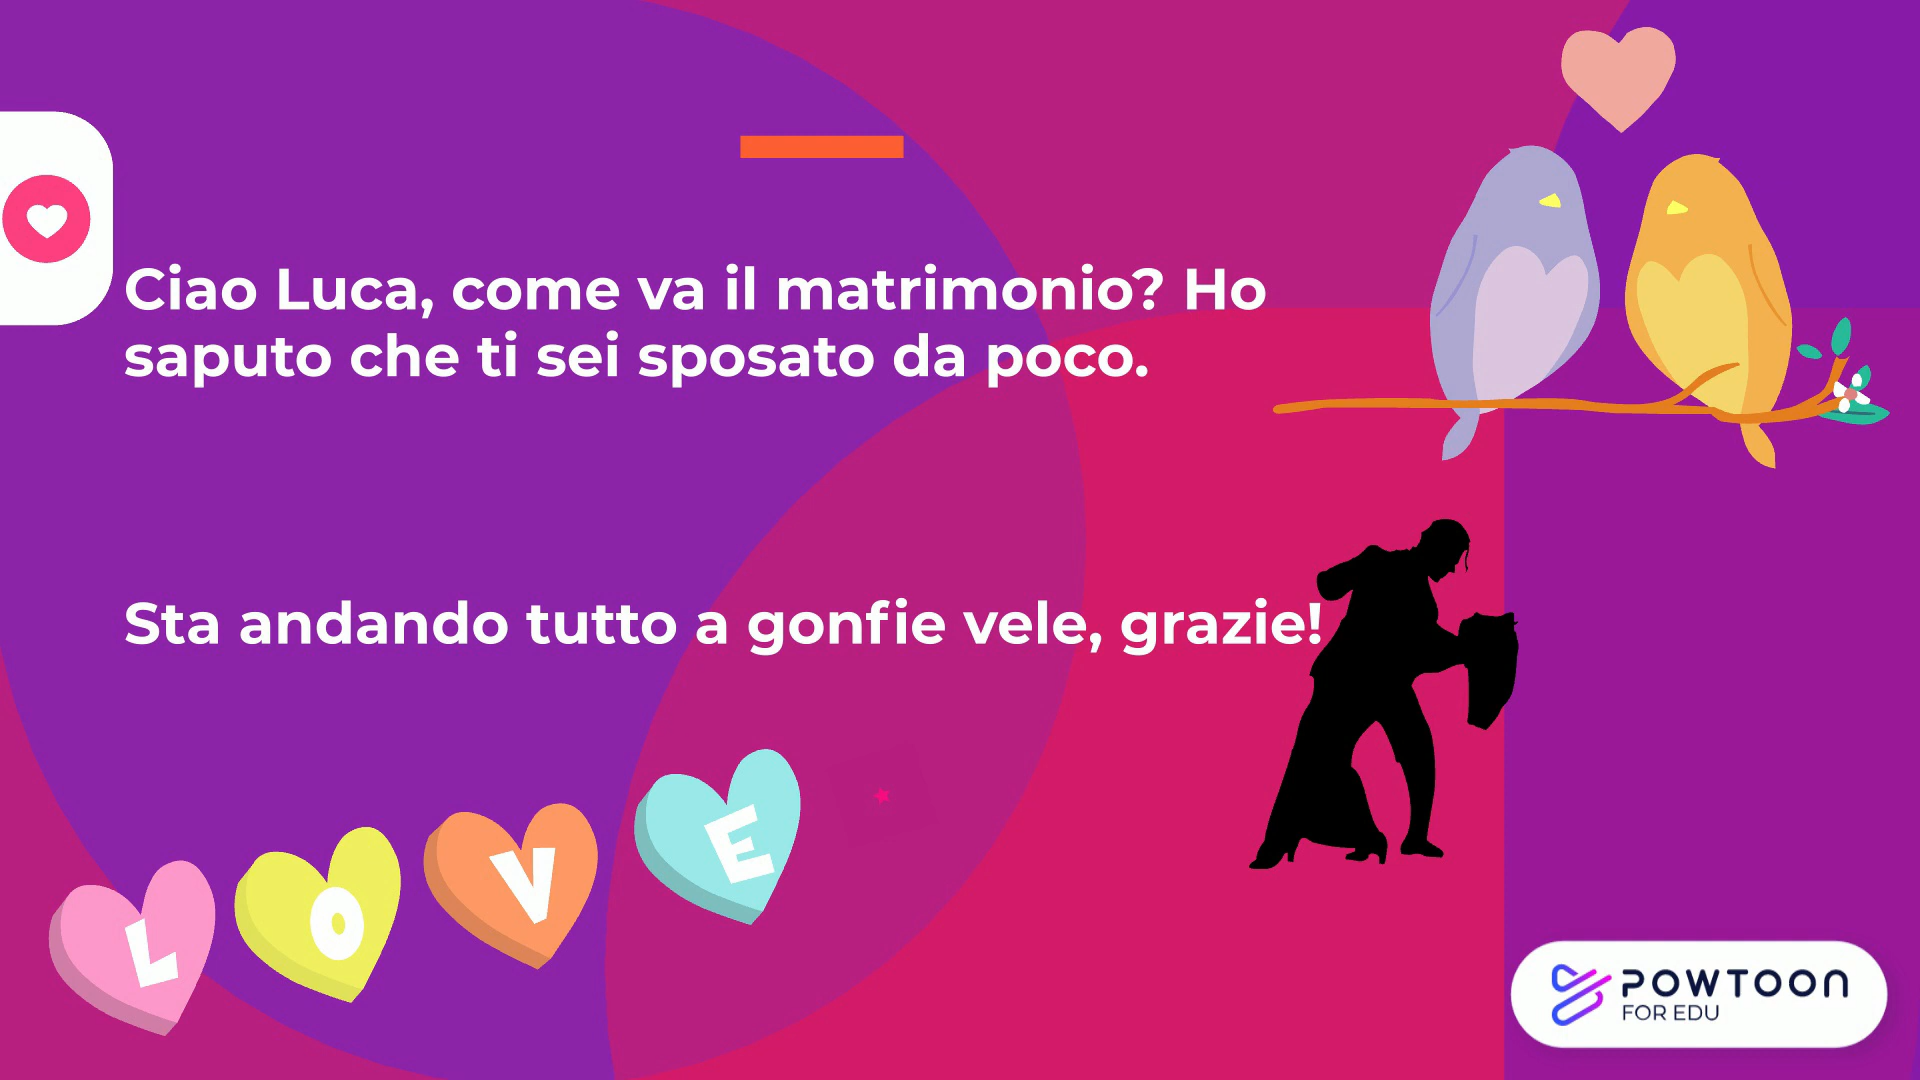 Ciao Luca, come va il matrimonio? Ho
saputo che ti sei sposato da poco.
Sta andando tutto a gonfie vele, grazie!
L O V E
POWTOON
FOR EDU